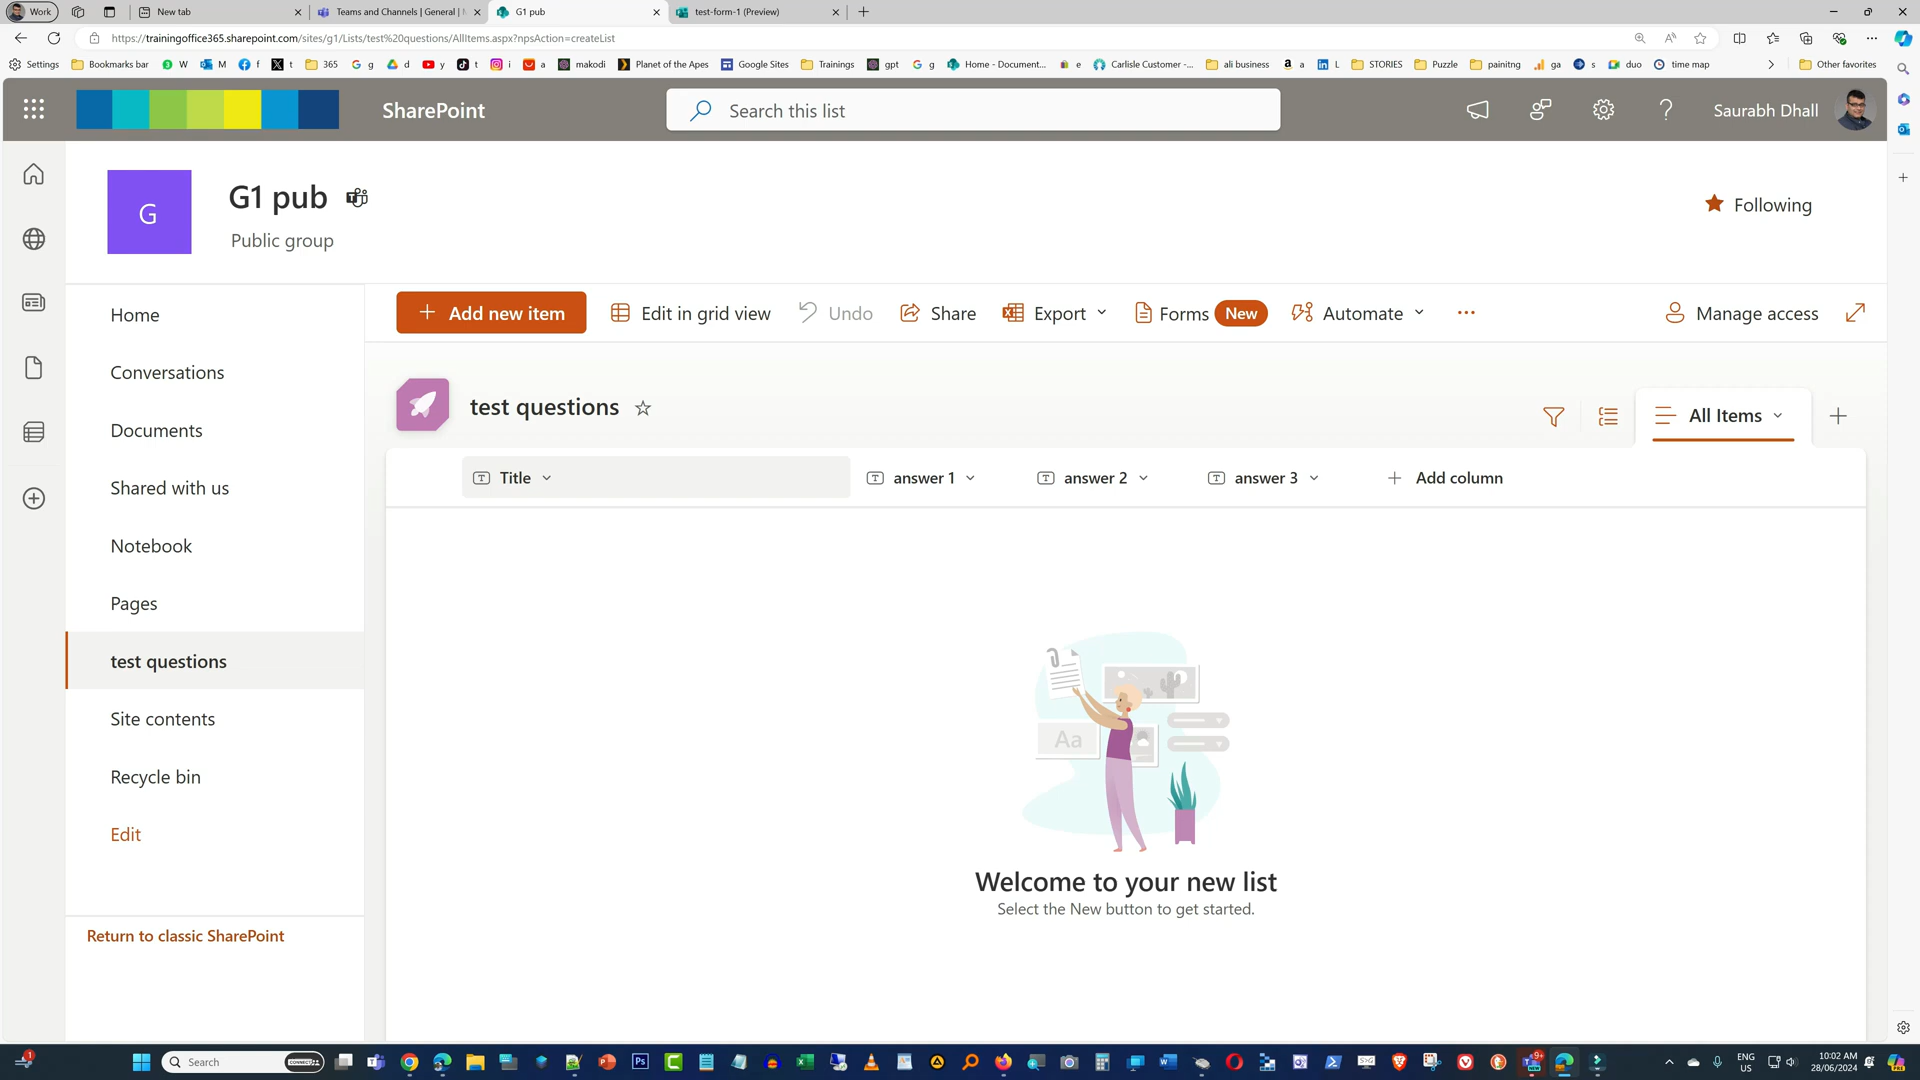 Work
New tab
Teams and Channels | General |
G1 pub
test-form-1 (Preview)
https://trainingoffice365.sharepoint.com/sites/g1/Lists/test%20questions/AllItems.aspx?npsAction=createList
Settings
Bookmarks bar
W
M
f
t
365
g
d
y
t
i
a
makodi
Planet of the Apes
Google Sites
Trainings
gpt
g
Home - Document...
e
Carlisle Customer -...
ali business
a
L
STORIES
Puzzle
painitng
ga
s
duo
time map
Other favorites
SharePoint
Search this list
Saurabh Dhall
G
G1 pub
Public group
Following
Home
Conversations
Documents
Shared with us
Notebook
Pages
test questions
Site contents
Recycle bin
Edit
Return to classic SharePoint
Add new item
Edit in grid view
Undo
Share
Export
Forms
New
Automate
Manage access
test questions
All Items
Title
answer 1
answer 2
answer 3
Add column
Aa
Welcome to your new list
Select the New button to get started.
1
Search
ENG
US
10:02 AM
28/06/2024